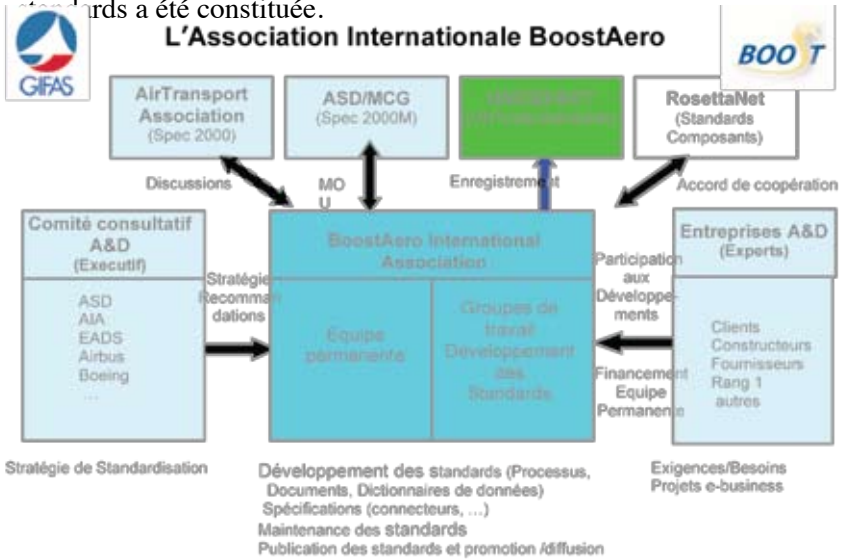 standards a été constituée.
L'Association Internationale BoostAero
GIFAS
BOOST
AirTransport
Association
(Spec 2000)
ASD/MCG
(Spec 2000M)
RosettaNet
(Standards
Composants)
Discussions
MO
U
Enregistrement
Accord de coopération
Comité consultatif
A&D
(Executif)
BoostAero International
Association
Entreprises A&D
(Experts)
Stratégie
Recomman
dations
Participation
aux
Développe-
ments
ASD
AIA
EADS
Airbus
Boeing
...
Equipe
permanente
Groupes de
travail
Développement
des
Standards
Clients
Constructeurs
Fournisseurs
Rang 1
autres
Financement
Equipe
Permanente
Stratégie de Standardisation
Développement des standards (Processus,
Documents, Dictionnaires de données)
Spécifications (connecteurs, ...)
Maintenance des standards
Publication des standards et promotion /diffusion
Exigences/Besoins
Projets e-business